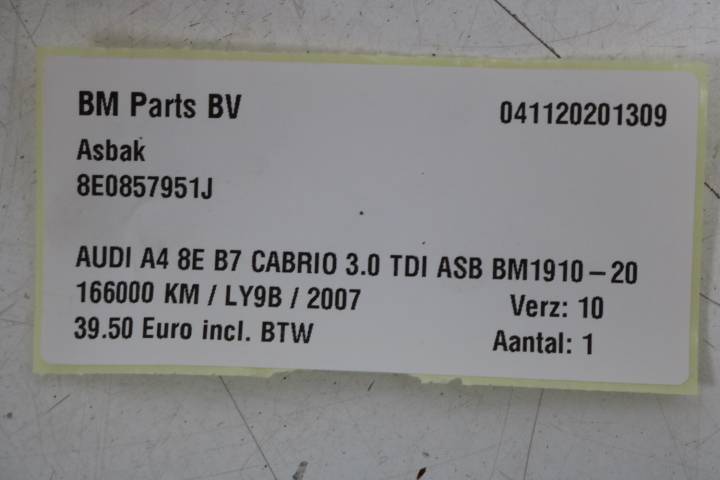 BM Parts BV 041120201309
Asbak
8E0857951J
AUDI A4 8E B7 CABRIO 3.0 TDI ASB BM1910-20
166000 KM / LY9B / 2007 Verz: 10
39.50 Euro incl. BTW Aantal: 1